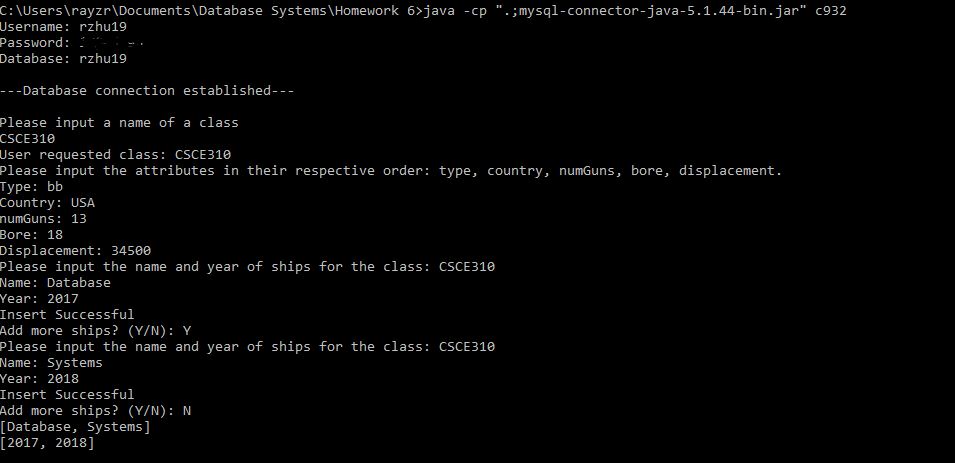 C:\Users\rayzr\Documents\Database Systems\Homework 6>java -cp ".;mysql-connector-java-5.1.44-bin.jar" c932
Username: rzhu19
Password:
Database: rzhu19
---Database connection established---
Please input a name of a class
CSCE310
User requested class: CSCE310
Please input the attributes in their respective order: type, country, numGuns, bore, displacement.
Type: bb
Country: USA
numGuns: 13
Bore: 18
Displacement: 34500
Please input the name and year of ships for the class: CSCE310
Name: Database
Year: 2017
Insert Successful
Add more ships? (Y/N): Y
Please input the name and year of ships for the class: CSCE310
Name: Systems
Year: 2018
Insert Successful
Add more ships? (Y/N): N
[Database, Systems]
[2017, 2018]